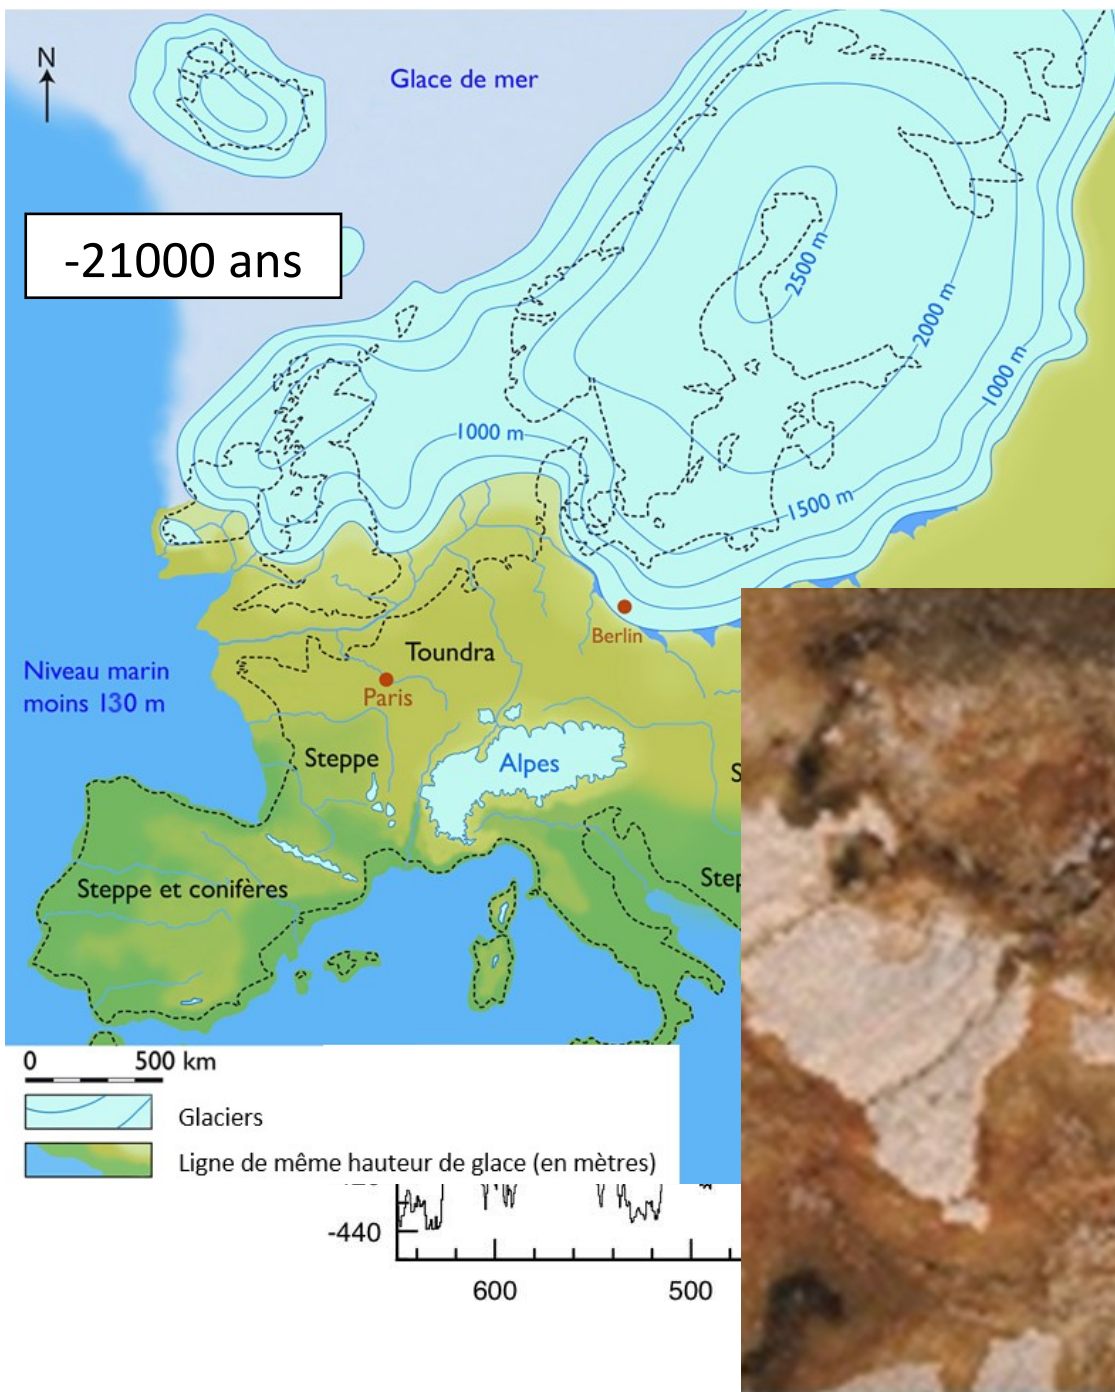 N
Glace de mer
-21000 ans
2500 m
2000 m
1000 m
1000 m
1500 m
Berlin
Toundra
Niveau marin
moins 130 m
Paris
Steppe
Alpes
S
Steppe et conifères
Step
0 500 km
Glaciers
Ligne de même hauteur de glace (en mètres)
-440
600 500